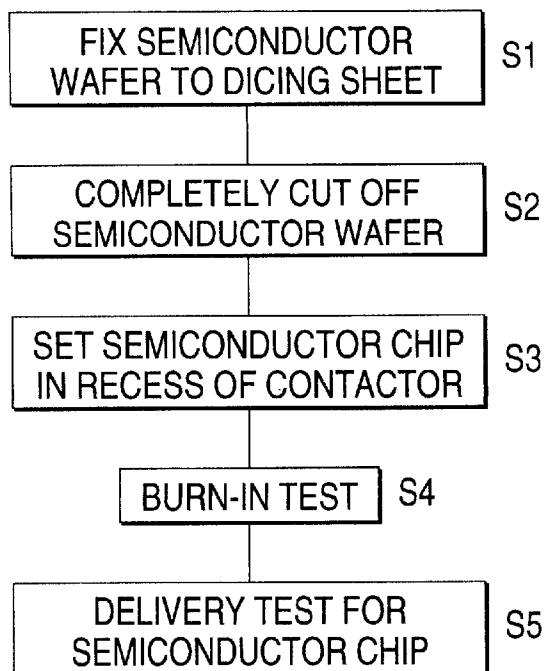 FIX SEMICONDUCTOR
WAFER TO DICING SHEET
S1
COMPLETELY CUT OFF
SEMICONDUCTOR WAFER
S2
SET SEMICONDUCTOR CHIP
IN RECESS OF CONTACTOR
S3
BURN-IN TEST
S4
DELIVERY TEST FOR
SEMICONDUCTOR CHIP
S5